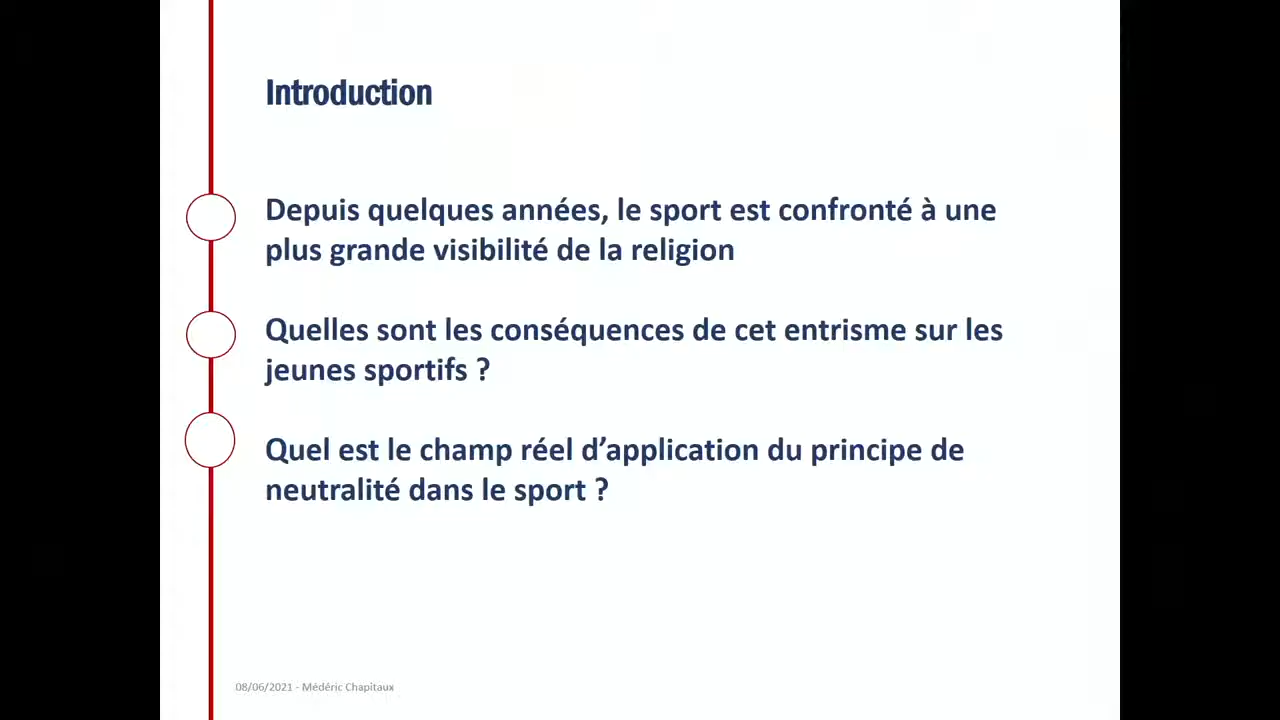 Introduction
Depuis quelques années, le sport est confronté à une
plus grande visibilité de la religion
Quelles sont les conséquences de cet entrisme sur les
jeunes sportifs ?
Quel est le champ réel d’application du principe de
neutralité dans le sport ?
08/06/2021 - Médéric Chapitaux